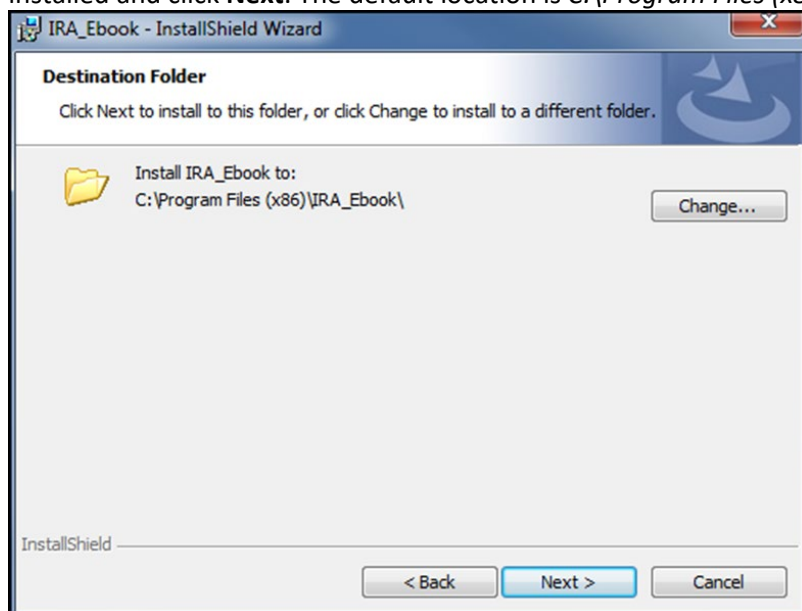 installed and click Next. The default location is C:\Program Files (x8
IRA_Ebook - InstallShield Wizard
Destination Folder
Click Next to install to this folder, or click Change to install to a different folder.
Install IRA_Ebook to:
C:\Program Files (x86)\IRA_Ebook\
Change...
InstallShield
< Back Next > Cancel